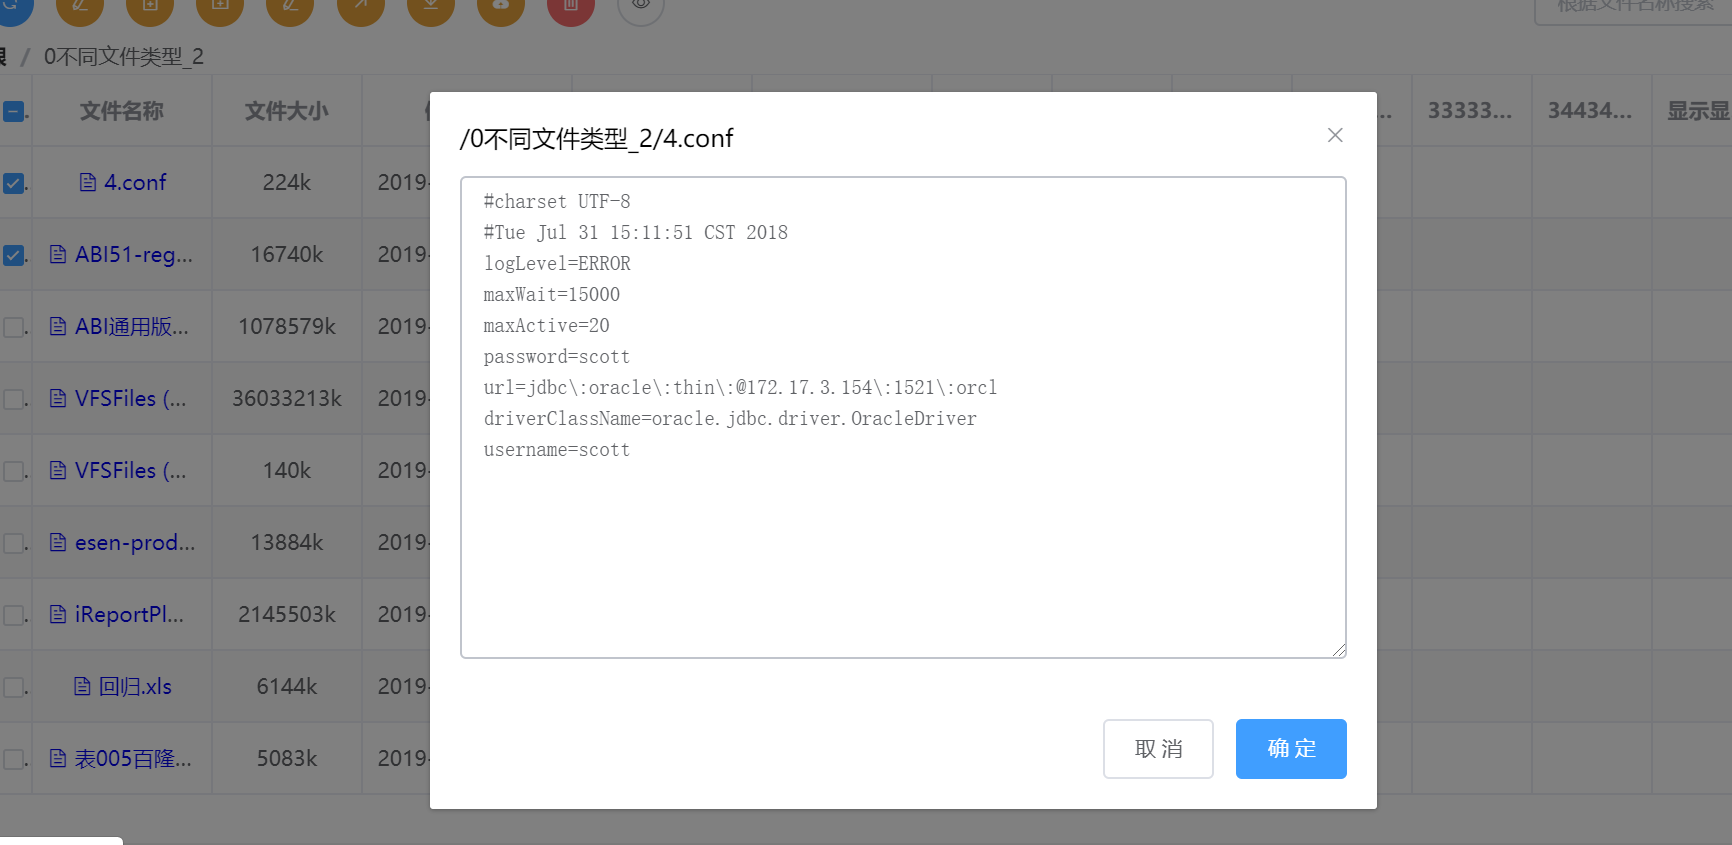 根据文件名称搜索
/ 0不同文件类型_2
文件名称 文件大小 33333... 34434... 显示显
4.conf 224k 2019-
ABI51-reg... 16740k 2019-
ABI通用版... 1078579k 2019-
VFSFiles (... 36033213k 2019-
VFSFiles (... 140k 2019-
esen-prod... 13884k 2019-
iReportPl... 2145503k 2019-
回归.xls 6144k 2019-
表005百隆... 5083k 2019-
/0不同文件类型_2/4.conf
#charset UTF-8
#Tue Jul 31 15:11:51 CST 2018
logLevel=ERROR
maxWait=15000
maxActive=20
password=scott
url=jdbc\:oracle\:thin\:@172.17.3.154\:1521\:orcl
driverClassName=oracle.jdbc.driver.OracleDriver
username=scott
取消 确定